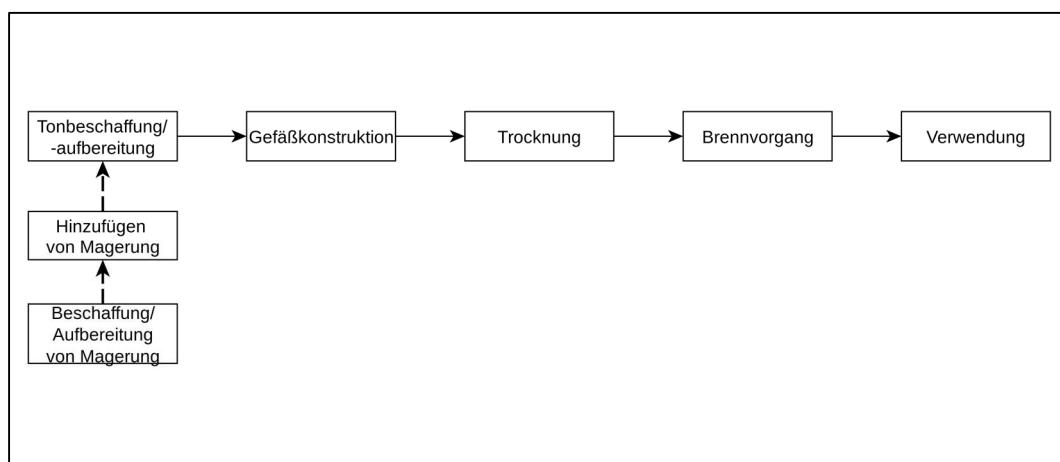 Tonbeschaffung/
-aufbereitung
Gefäßkonstruktion
Trocknung
Brennvorgang
Verwendung
Hinzufügen
von Magerung
Beschaffung/
Aufbereitung
von Magerung